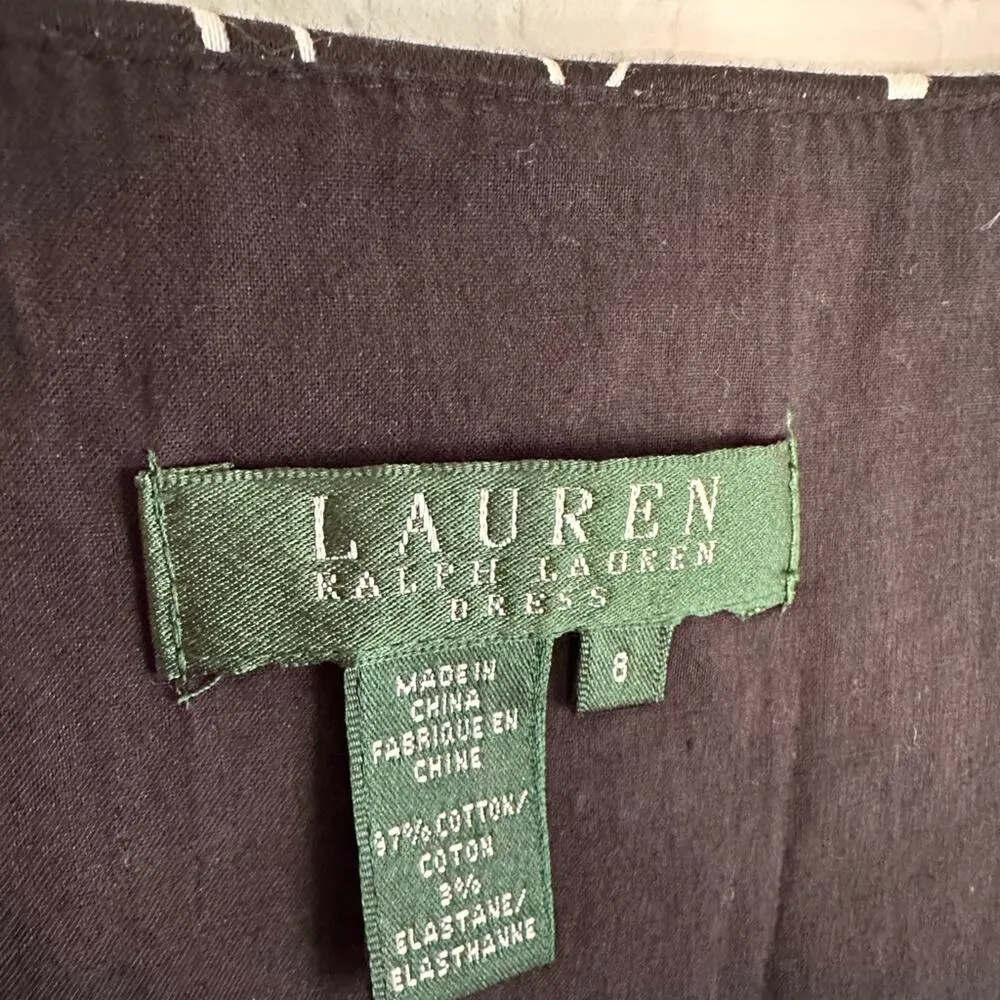 LAUREN
RALPH LAUREN
DRESS
8
MADE IN
CHINA
FABRIQUE EN
CHINE
97% COTTON/
COTON
3%
ELASTANE/
ELASTHANNE